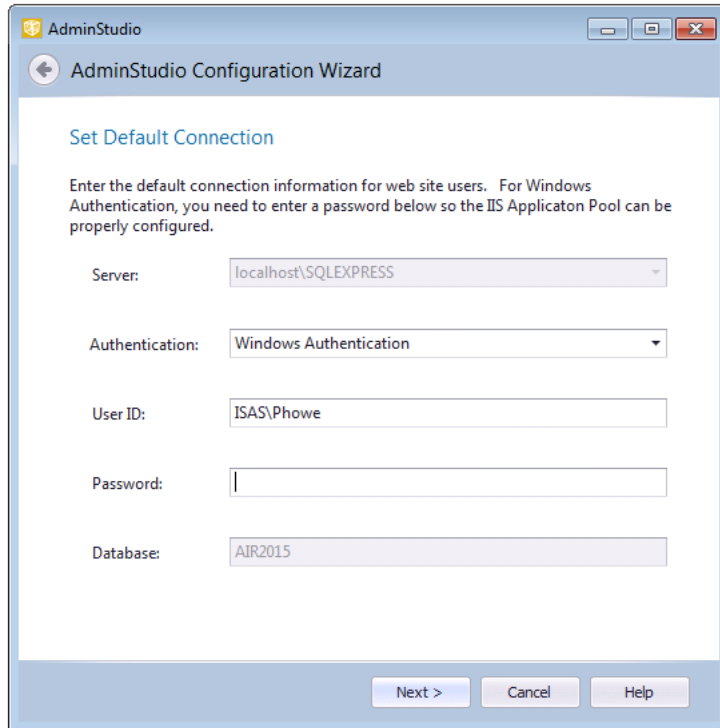 AdminStudio
AdminStudio Configuration Wizard
Set Default Connection
Enter the default connection information for web site users. For Windows
Authentication, you need to enter a password below so the IIS Applicaton Pool can be
properly configured.
Server: localhost\SQLEXPRESS
Authentication: Windows Authentication
User ID: ISAS\Phowe
Password:
Database: AIR2015
Next > Cancel Help